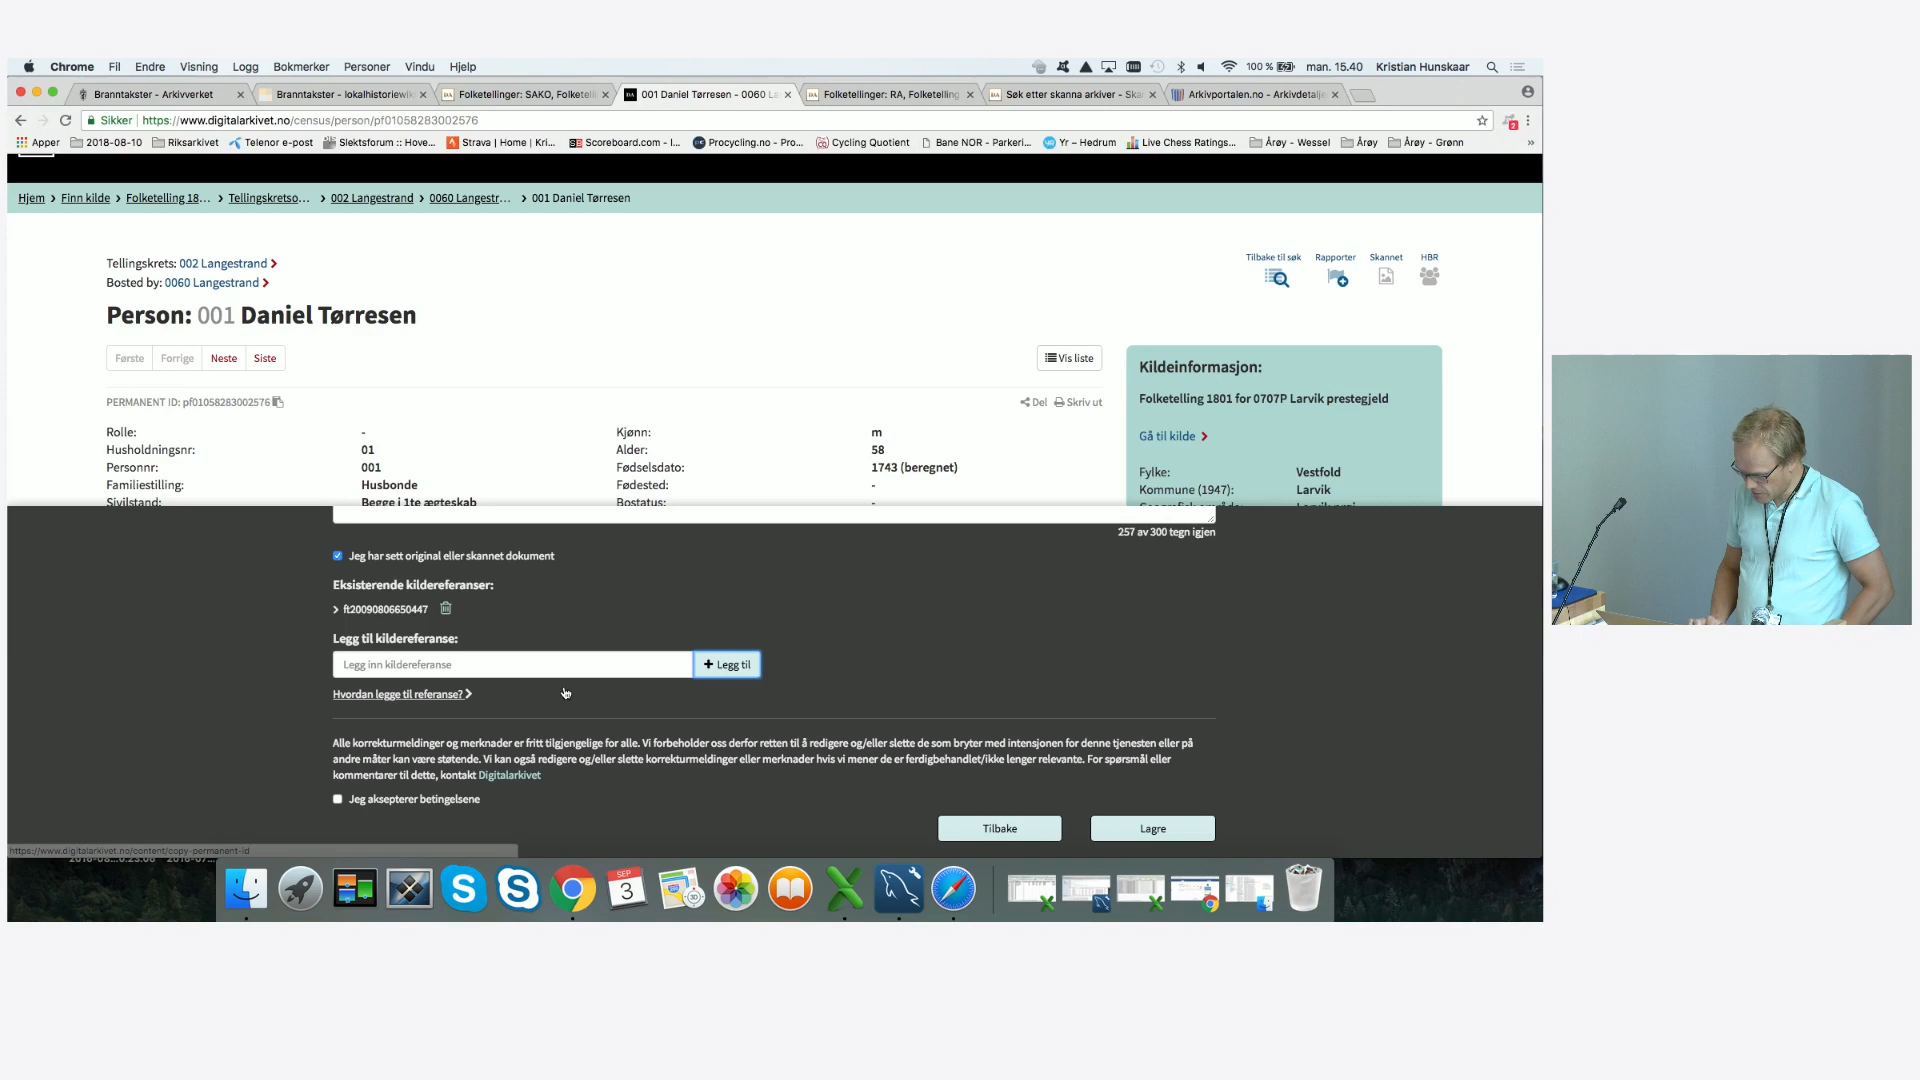 Chrome Fil Endre Visning Logg Bokmerker Personer Vindu Hjelp 100 % man. 15.40 Kristian Hunskaar
Branntakster - Arkivverket Branntakster - lokalhistoriewik Folketellinger: SAKO, Folketell 001 Daniel Tørresen - 0060 La Folketellinger: RA, Folketelling Søk etter skanna arkiver - Ska Arkivportalen.no - Arkivdetalje
Sikker https://www.digitalarkivet.no/census/person/pf01058283002576 2
Apper 2018-08-10 Riksarkivet Telenor e-post Slektsforum :: Hove... Strava | Home | Kri... Scoreboard.com - l... Procycling.no - Pro... Cycling Quotient Bane NOR - Parkeri... Yr – Hedrum Live Chess Ratings... Årøy - Wessel Årøy Årøy - Grønn »
Hjem > Finn kilde > Folketelling 18... > Tellingskretso... > 002 Langestrand > 0060 Langestr... > 001 Daniel Tørresen
Tellingskrets: 002 Langestrand
Bosted by: 0060 Langestrand
Tilbake til søk Rapporter Skannet HBR
Person: 001 Daniel Tørresen
Første Forrige Neste Siste Vis liste
PERMANENT ID: pf01058283002576 Del Skriv ut
Rolle: - Kjønn: m
Husholdningsnr: 01 Alder: 58
Personnr: 001 Fødselsdato: 1743 (beregnet)
Familiestilling: Husbonde Fødested: -
Sivilstand: Begge i 1te ægteskab Bostatus: -
Kildeinformasjon:
Folketelling 1801 for 0707P Larvik prestegjeld
Gå til kilde
Fylke: Vestfold
Kommune (1947): Larvik
257 av 300 tegn igjen
Jeg har sett original eller skannet dokument
Eksisterende kildereferanser:
> ft20090806650447
Legg til kildereferanse:
Legg inn kildereferanse + Legg til
Hvordan legge til referanse?
Alle korrekturmeldinger og merknader er fritt tilgjengelige for alle. Vi forbeholder oss derfor retten til å redigere og/eller slette de som bryter med intensjonen for denne tjenesten eller på
andre måter kan være støtende. Vi kan også redigere og/eller slette korrekturmeldinger eller merknader hvis vi mener de er ferdigbehandlet/ikke lenger relevante. For spørsmål eller
kommentarer til dette, kontakt Digitalarkivet
Jeg aksepterer betingelsene
Tilbake Lagre
https://www.digitalarkivet.no/content/copy-permanent-id
SEP
3
3D